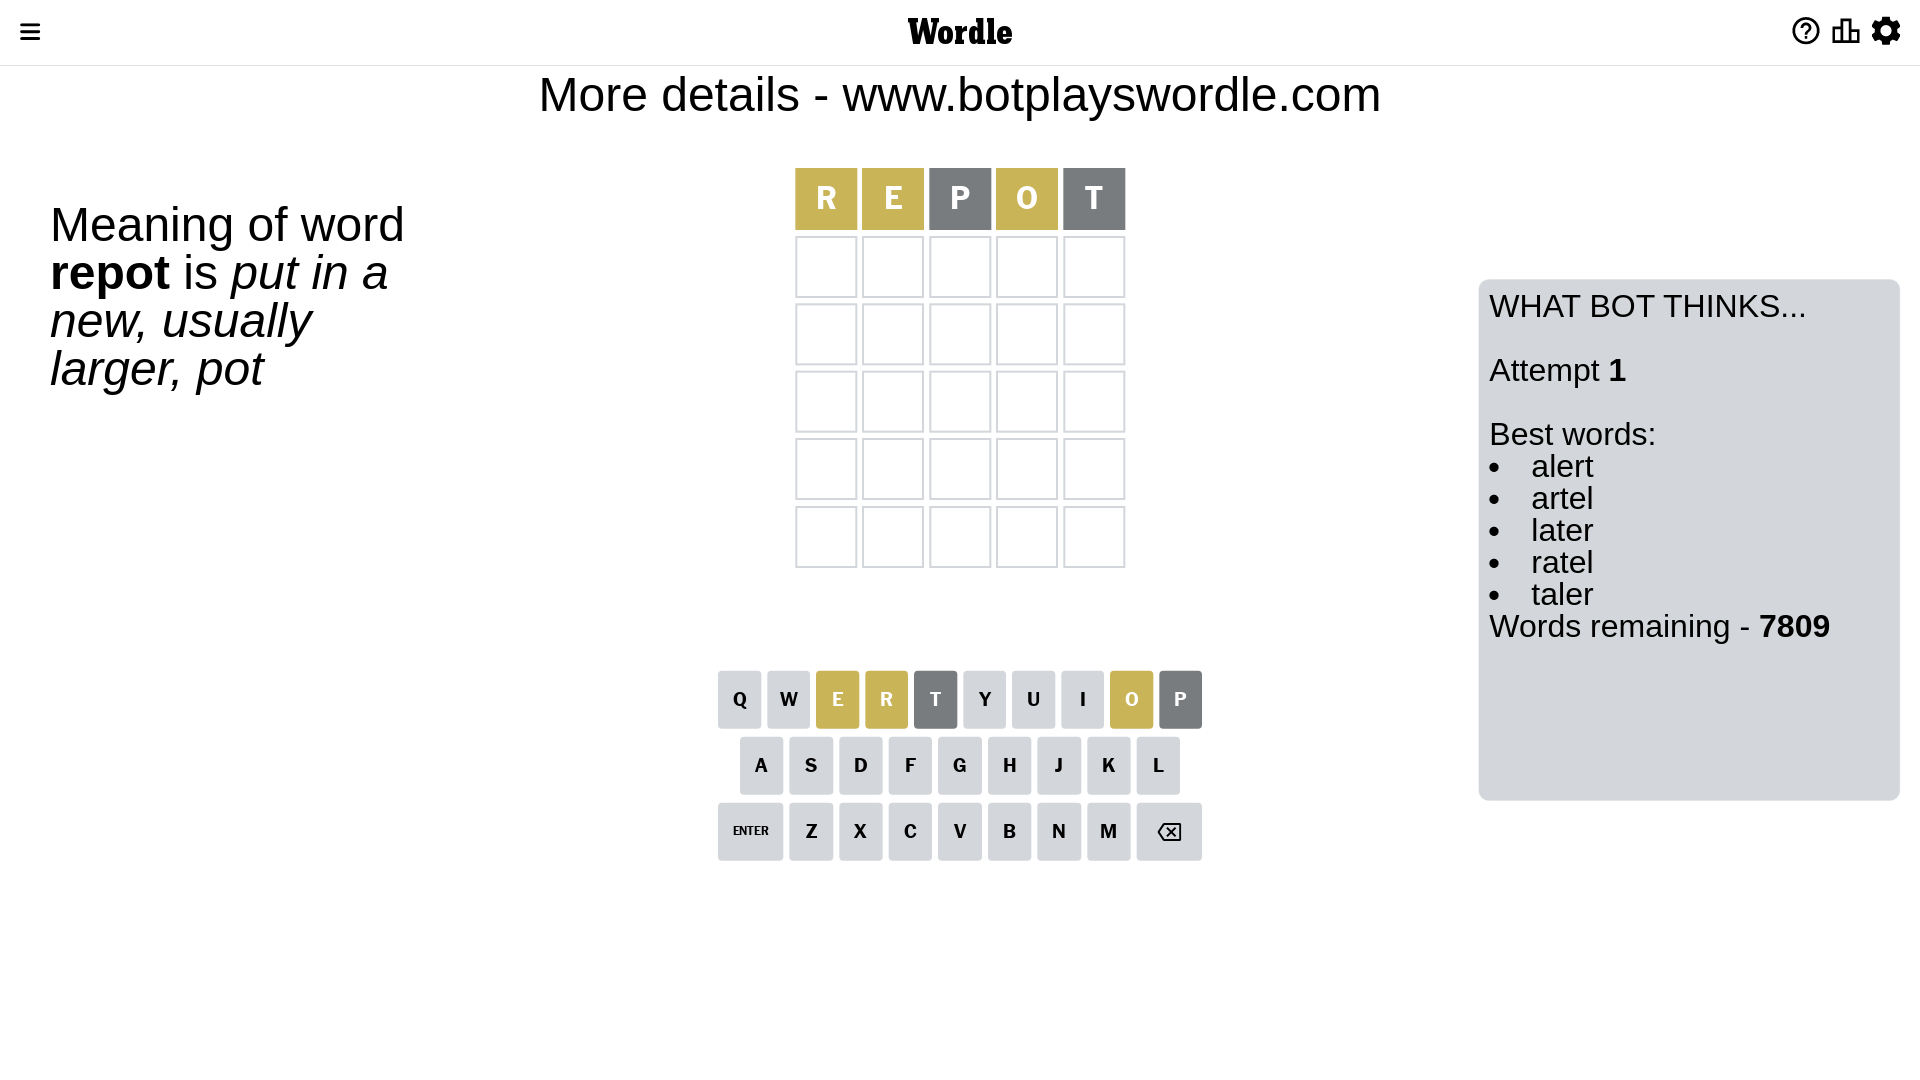 Wordle
More details - www.botplayswordle.com
Meaning of word
repot is put in a
new, usually
larger, pot
R E P O T
WHAT BOT THINKS...
Attempt 1
Best words:
• alert
• artel
• later
• ratel
• taler
Words remaining - 7809
Q W E R T Y U I O P
A S D F G H J K L
ENTER Z X C V B N M